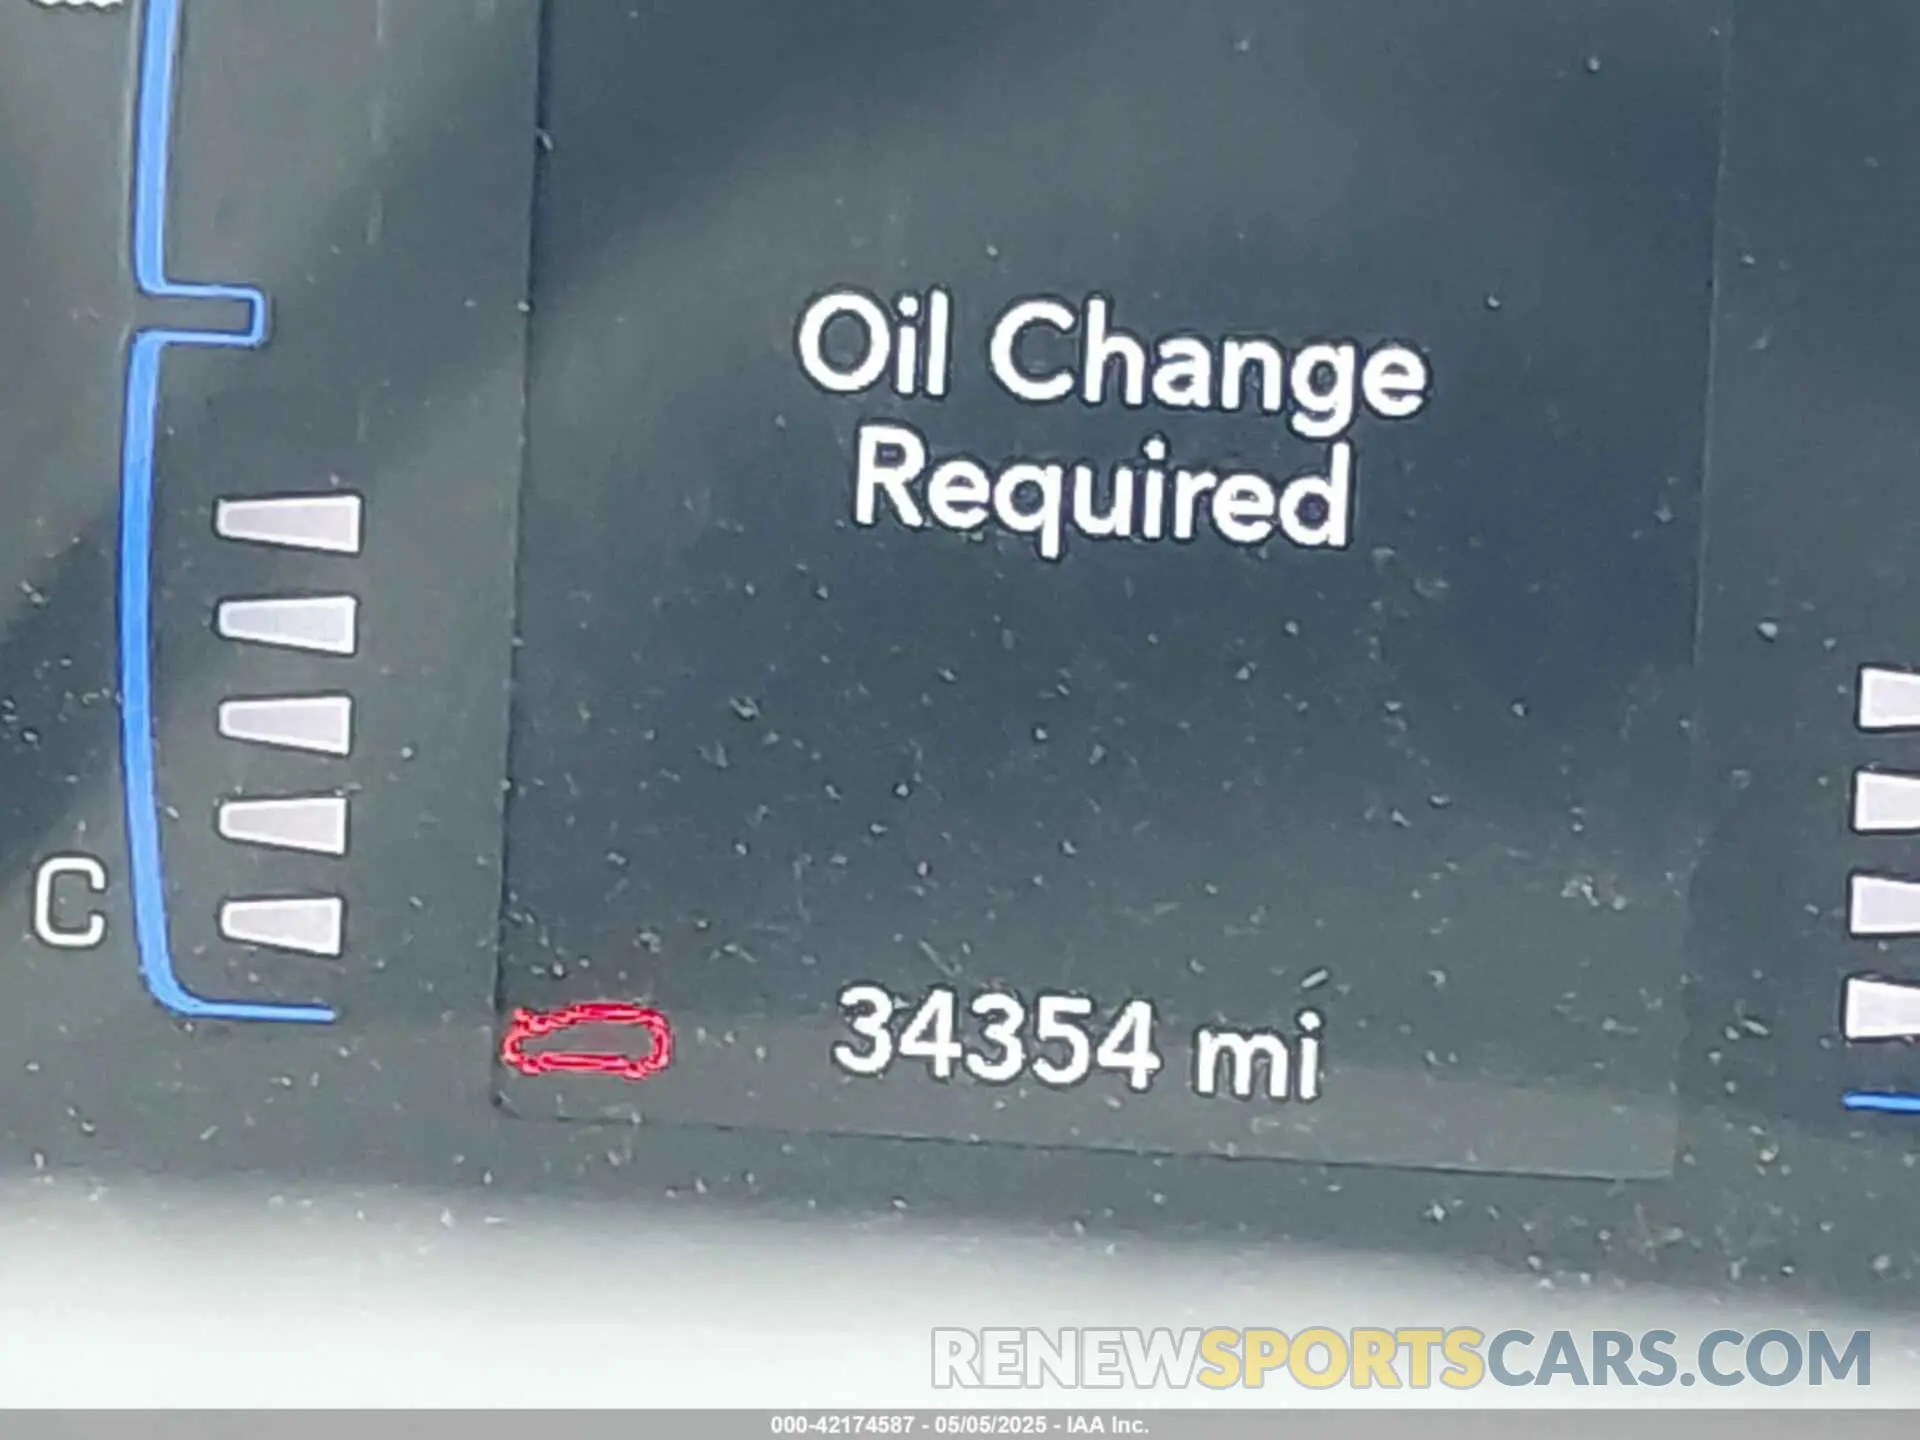 Oil Change
Required
C
34354 mi
RENEWSPORTSCARS.COM
000-42174587 - 05/05/2025 - IAA Inc.